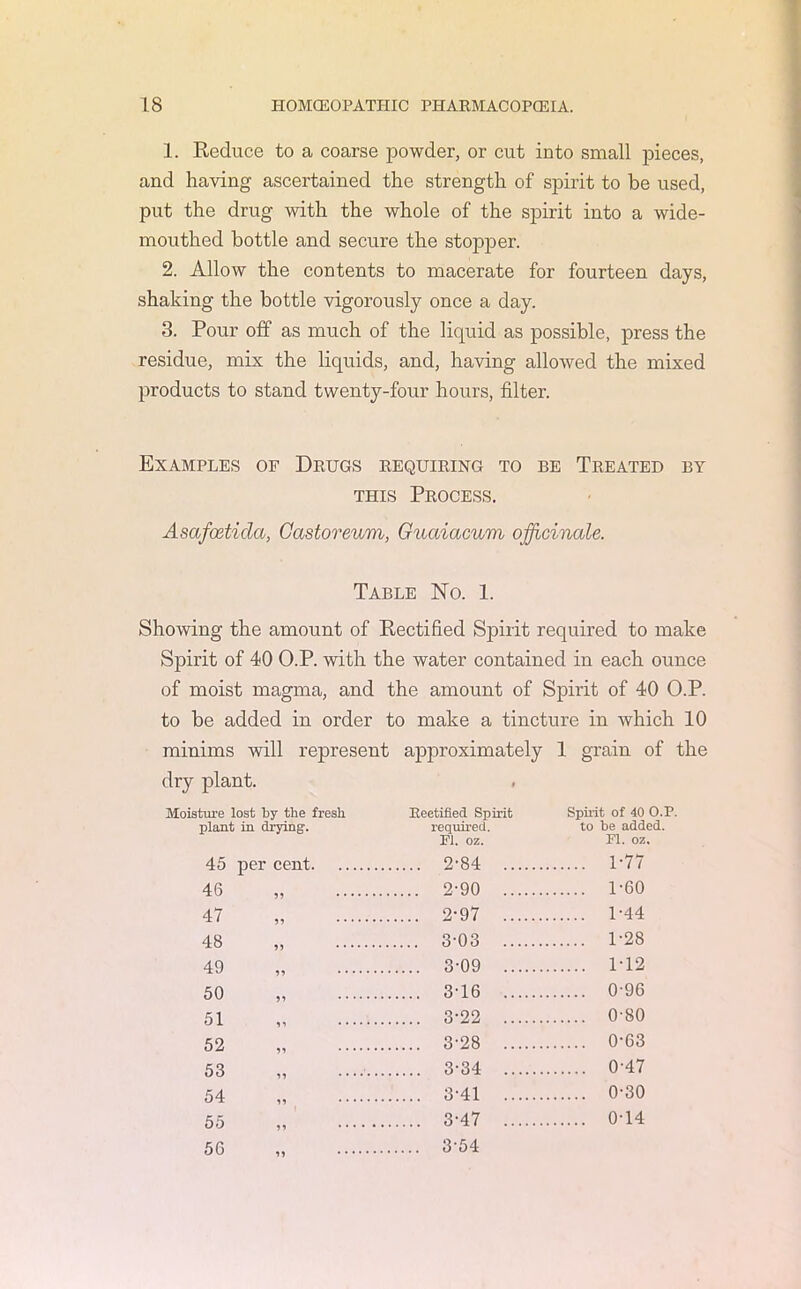 18 HOMŒOPATHIC PHARMACOPŒIA.
1. Reduce to a coarse powder, or cut into small pieces,
and having ascertained the strength of spirit to be used,
put the drug with the whole of the spirit into a wide-
mouthed bottle and secure the stopper.
2. Allow the contents to macerate for fourteen days,
shaking the bottle vigorously once a day.
3. Pour off as much of the liquid as possible, press the
residue, mix the liquids, and, having allowed the mixed
products to stand twenty-four hours, filter.
EXAMPLES OF DRUGS REQUIRING TO BE TREATED BY
THIS PROCESS.
Asafœtida, Castoreum, Guaiacum officinale.
TABLE NO. 1.
Showing the amount of Rectified Spirit required to make
Spirit of 40 O.P. with the water contained in each ounce
of moist magma, and the amount of Spirit of 40 O.P.
to be added in order to make a tincture in which 10
minims will represent approximately 1 grain of the
dry plant.
Moisture lost by the fresh Rectified Spirit Spirit of 40 O.P.
plant in drying. required. to be added.
Fl. oz. Fl. oz.
45 per cent. ............ 2·84 ............ 1·77
46 „ ............ 2·90 ............ 1·60
47 „ ............ 2·97 ............ 1·44
48 „ ............ 3·03 ............ 1·28
49 „ ............ 3·09 ............ 1·12
50 „ ............ 3·16 ............ 0·96
51 „ ............ 3·22 ............ 0·80
52 „ ............ 3·28 ............ 0·63
53 „ ............ 3·34 ............ 0·47
54 „ ............ 3·41 ............ 0·30
55 „ ............ 3·47 ............ 0·14
56 „ ............ 3·54